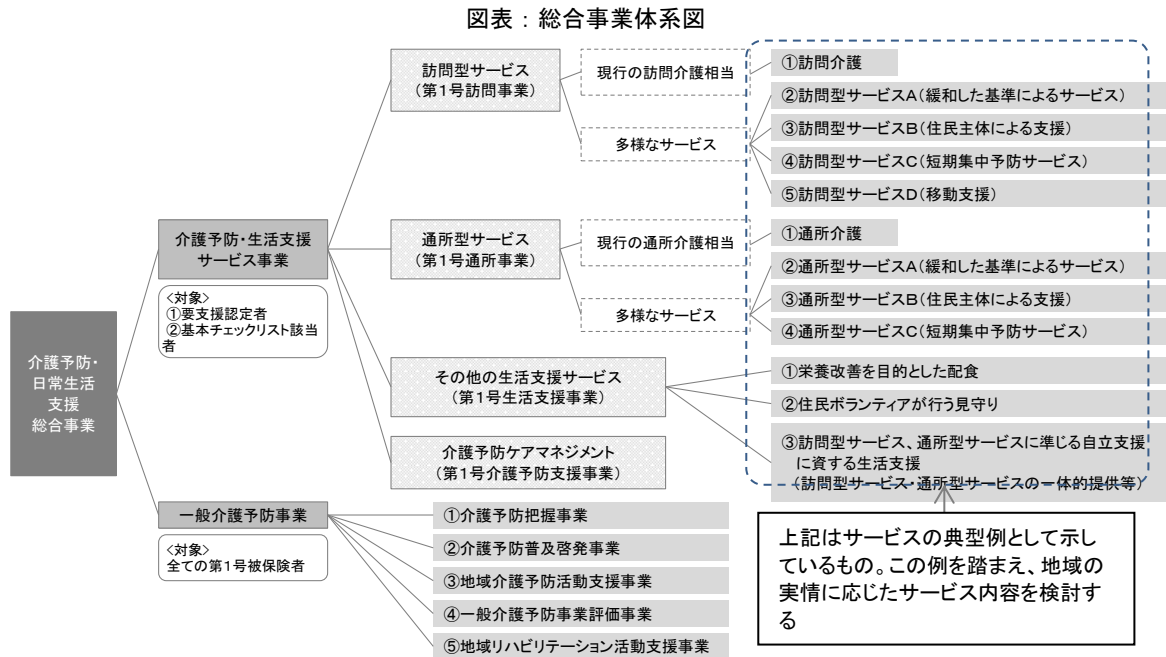 図表:総合事業体系図
介護予防・
日常生活
支援
総合事業
介護予防・生活支援
サービス事業
<対象>
①要支援認定者
②基本チェックリスト該当
者
訪問型サービス
(第1号訪問事業)
現行の訪問介護相当
①訪問介護
多様なサービス
②訪問型サービスA(緩和した基準によるサービス)
③訪問型サービスB(住民主体による支援)
④訪問型サービスC(短期集中予防サービス)
⑤訪問型サービスD(移動支援)
通所型サービス
(第1号通所事業)
現行の通所介護相当
①通所介護
多様なサービス
②通所型サービスA(緩和した基準によるサービス)
③通所型サービスB(住民主体による支援)
④通所型サービスC(短期集中予防サービス)
その他の生活支援サービス
(第1号生活支援事業)
①栄養改善を目的とした配食
②住民ボランティアが行う見守り
③訪問型サービス、通所型サービスに準じる自立支援
に資する生活支援
(訪問型サービス・通所型サービスの一体的提供等)
介護予防ケアマネジメント
(第1号介護予防支援事業)
一般介護予防事業
<対象>
全ての第1号被保険者
①介護予防把握事業
②介護予防普及啓発事業
③地域介護予防活動支援事業
④一般介護予防事業評価事業
⑤地域リハビリテーション活動支援事業
上記はサービスの典型例として示し
ているもの。この例を踏まえ、地域の
実情に応じたサービス内容を検討す
る